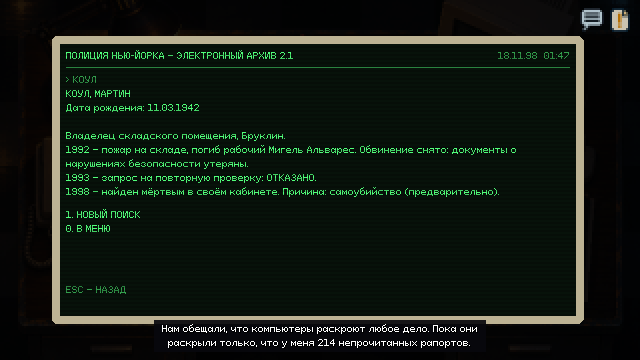 ПОЛИЦИЯ НЬЮ-ЙОРКА – ЭЛЕКТРОННЫЙ АРХИВ 2.1 18.11.98 01:47
> КОУЛ
КОУЛ, МАРТИН
Дата рождения: 11.03.1942
Владелец складского помещения, Бруклин.
1992 – пожар на складе, погиб рабочий Мигель Альварес. Обвинение снято: документы о
нарушениях безопасности утеряны.
1993 – запрос на повторную проверку: ОТКАЗАНО.
1998 – найден мёртвым в своём кабинете. Причина: самоубийство (предварительно).
1. НОВЫЙ ПОИСК
0. В МЕНЮ
ESC – НАЗАД
Нам обещали, что компьютеры раскроют любое дело. Пока они
раскрыли только, что у меня 214 непрочитанных рапортов.